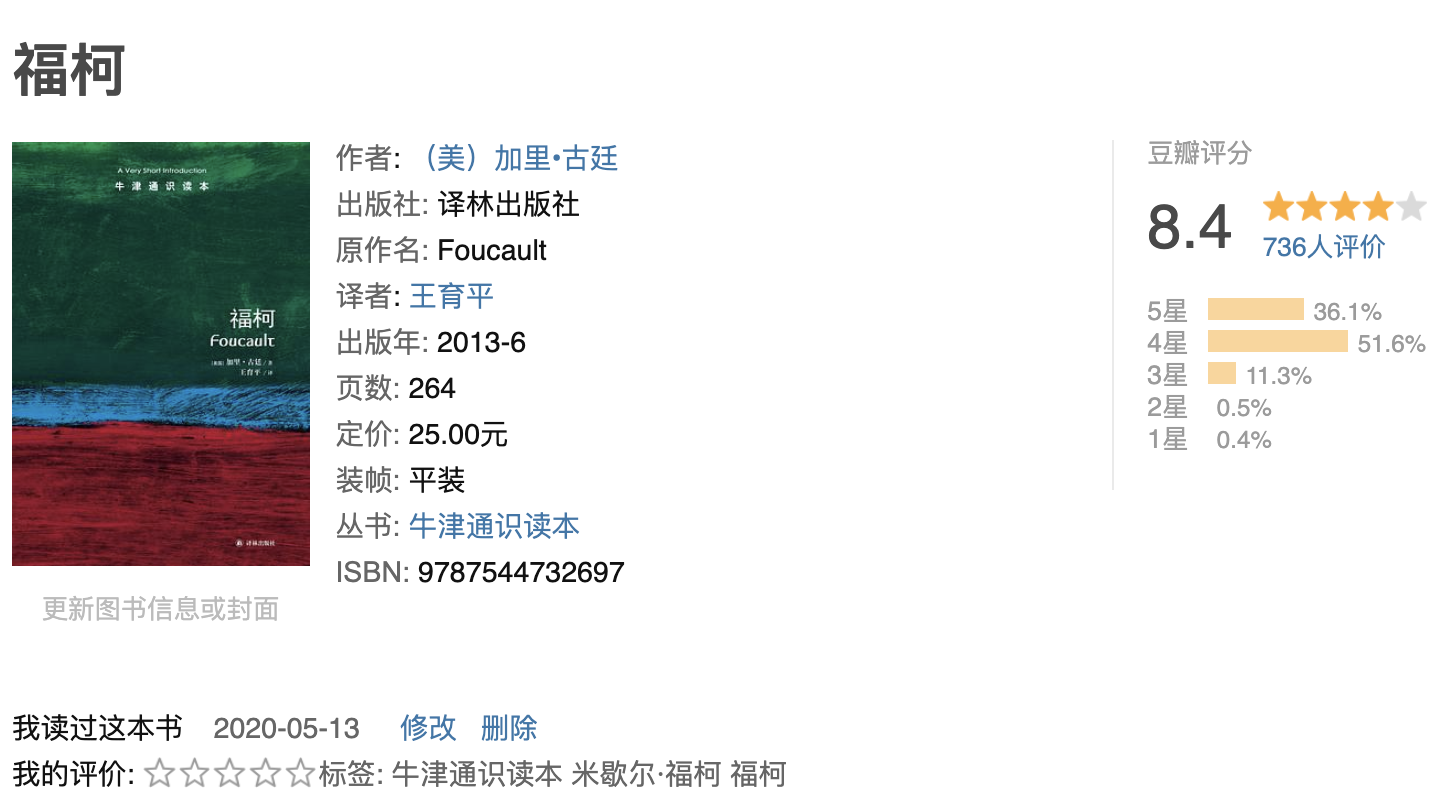 福柯
A Very Short Introduction
牛津通识读本
福柯
Foucault
[美国] 加里·古廷 / 著
王育平 / 译
译林出版社
更新图书信息或封面
作者: （美）加里•古廷
出版社: 译林出版社
原作名: Foucault
译者: 王育平
出版年: 2013-6
页数: 264
定价: 25.00元
装帧: 平装
丛书: 牛津通识读本
ISBN: 9787544732697
豆瓣评分
8.4
736人评价
5星 36.1%
4星 51.6%
3星 11.3%
2星 0.5%
1星 0.4%
我读过这本书 2020-05-13 修改 删除
我的评价: 标签: 牛津通识读本 米歇尔·福柯 福柯